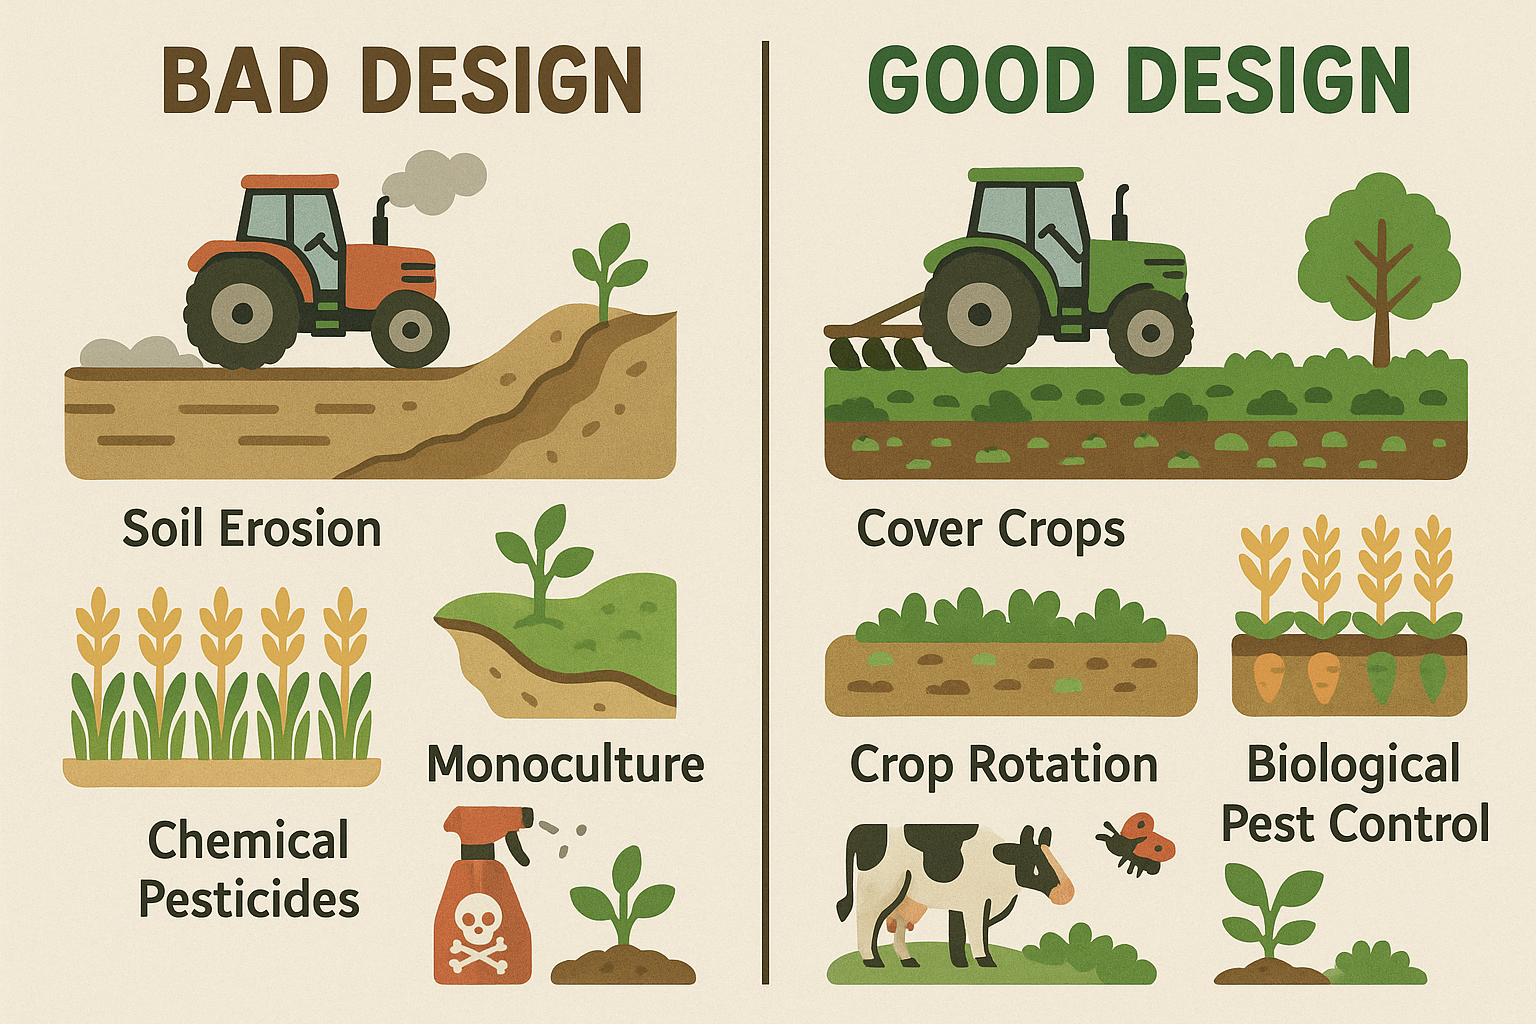 BAD DESIGN
Soil Erosion
Monoculture
Chemical
Pesticides
GOOD DESIGN
Cover Crops
Crop Rotation
Biological
Pest Control